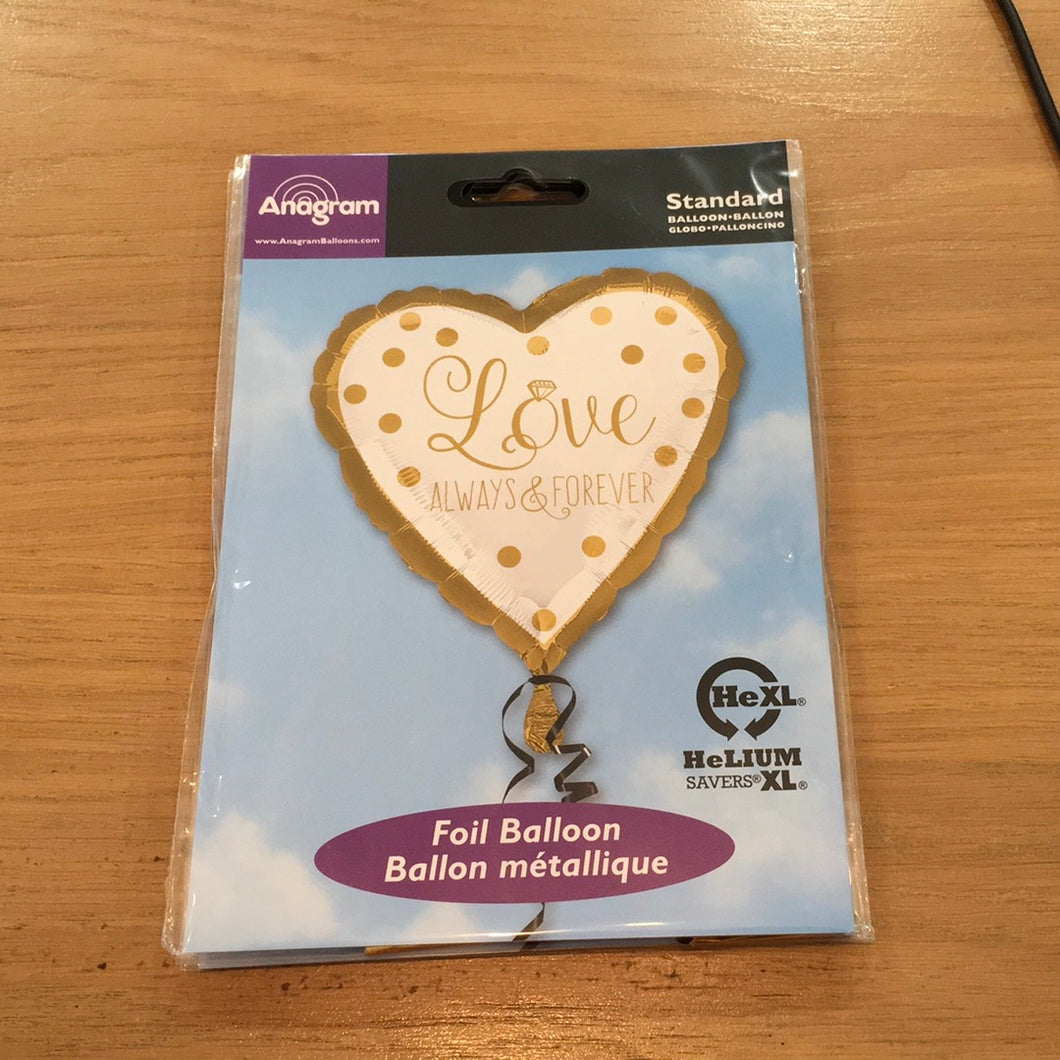 Anagram
www.AnagramBalloons.com
Standard
BALLOON•BALLON
GLOBO•PALLONCINO
Love
ALWAYS & FOREVER
HeXL®
HeLIUM
SAVERS® XL®
Foil Balloon
Ballon métallique